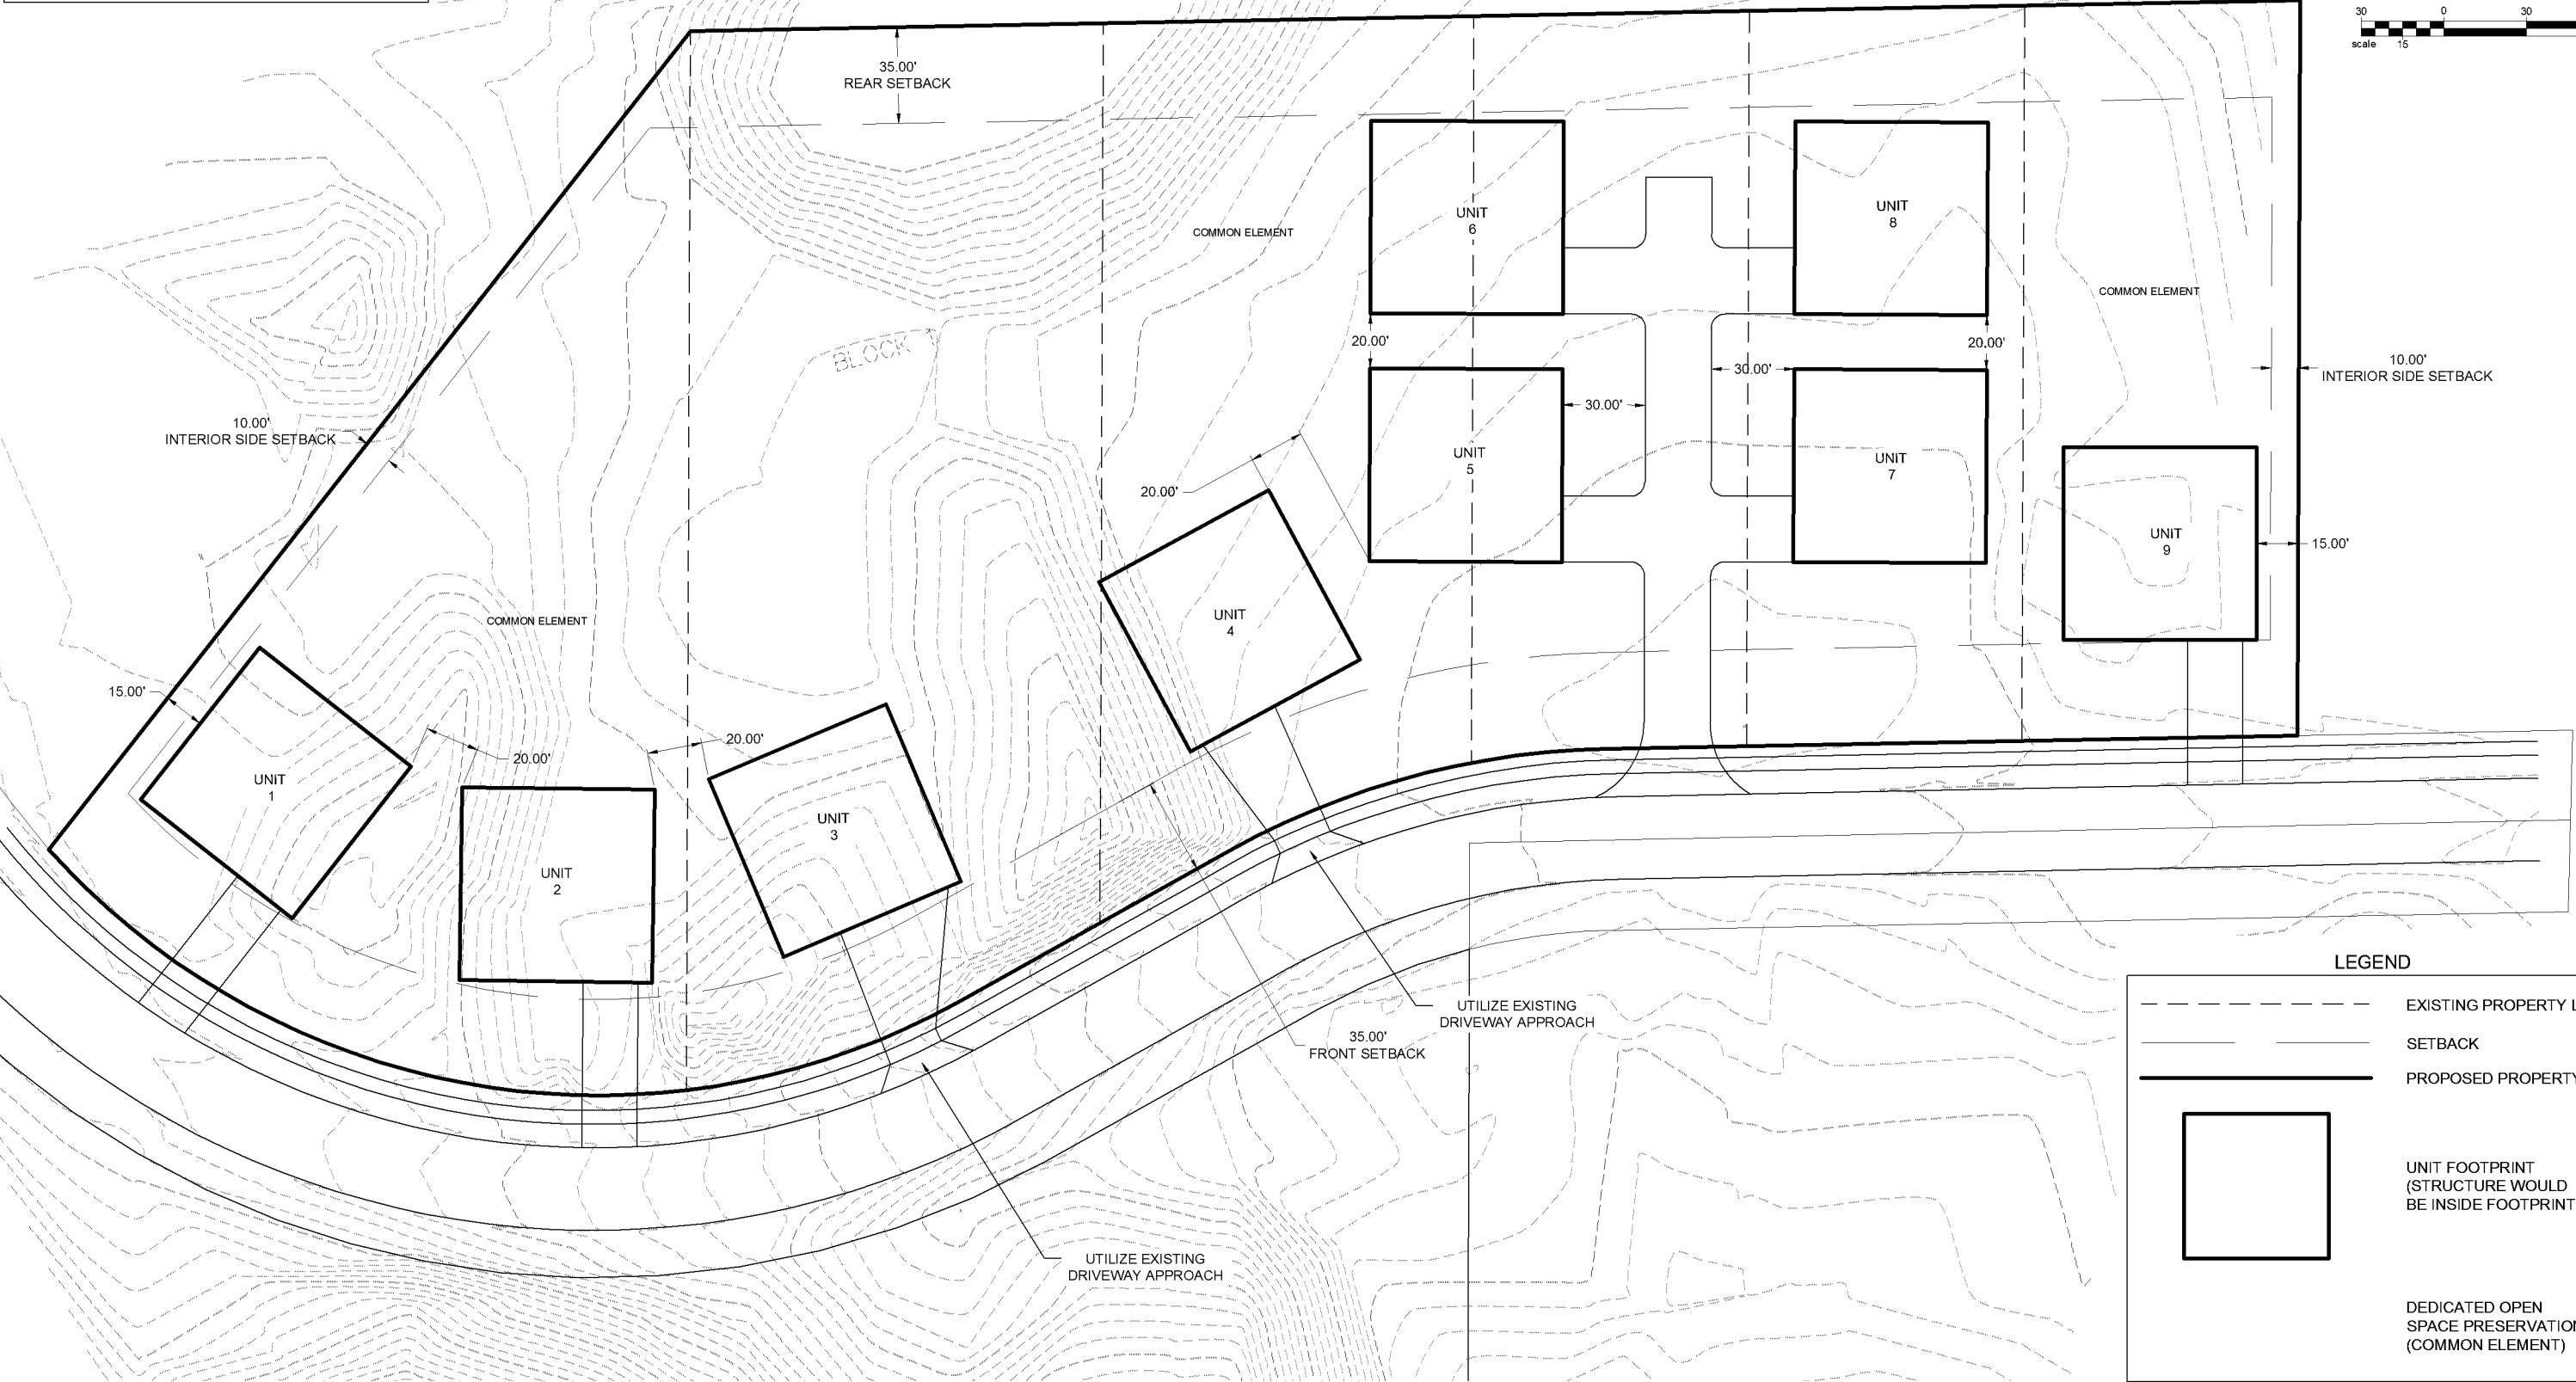 30 0 30
scale 15
35.00'
REAR SETBACK
UNIT
6
UNIT
8
COMMON ELEMENT
COMMON ELEMENT
BLOCK 1
20.00'
20.00'
30.00'
30.00'
10.00'
INTERIOR SIDE SETBACK
10.00'
INTERIOR SIDE SETBACK
UNIT
5
UNIT
7
20.00'
UNIT
9
15.00'
UNIT
4
COMMON ELEMENT
15.00'
UNIT
1
20.00'
20.00'
UNIT
2
UNIT
3
UTILIZE EXISTING
DRIVEWAY APPROACH
35.00'
FRONT SETBACK
UTILIZE EXISTING
DRIVEWAY APPROACH
LEGEND
EXISTING PROPERTY L
SETBACK
PROPOSED PROPERTY
UNIT FOOTPRINT
(STRUCTURE WOULD
BE INSIDE FOOTPRINT
DEDICATED OPEN
SPACE PRESERVATION
(COMMON ELEMENT)